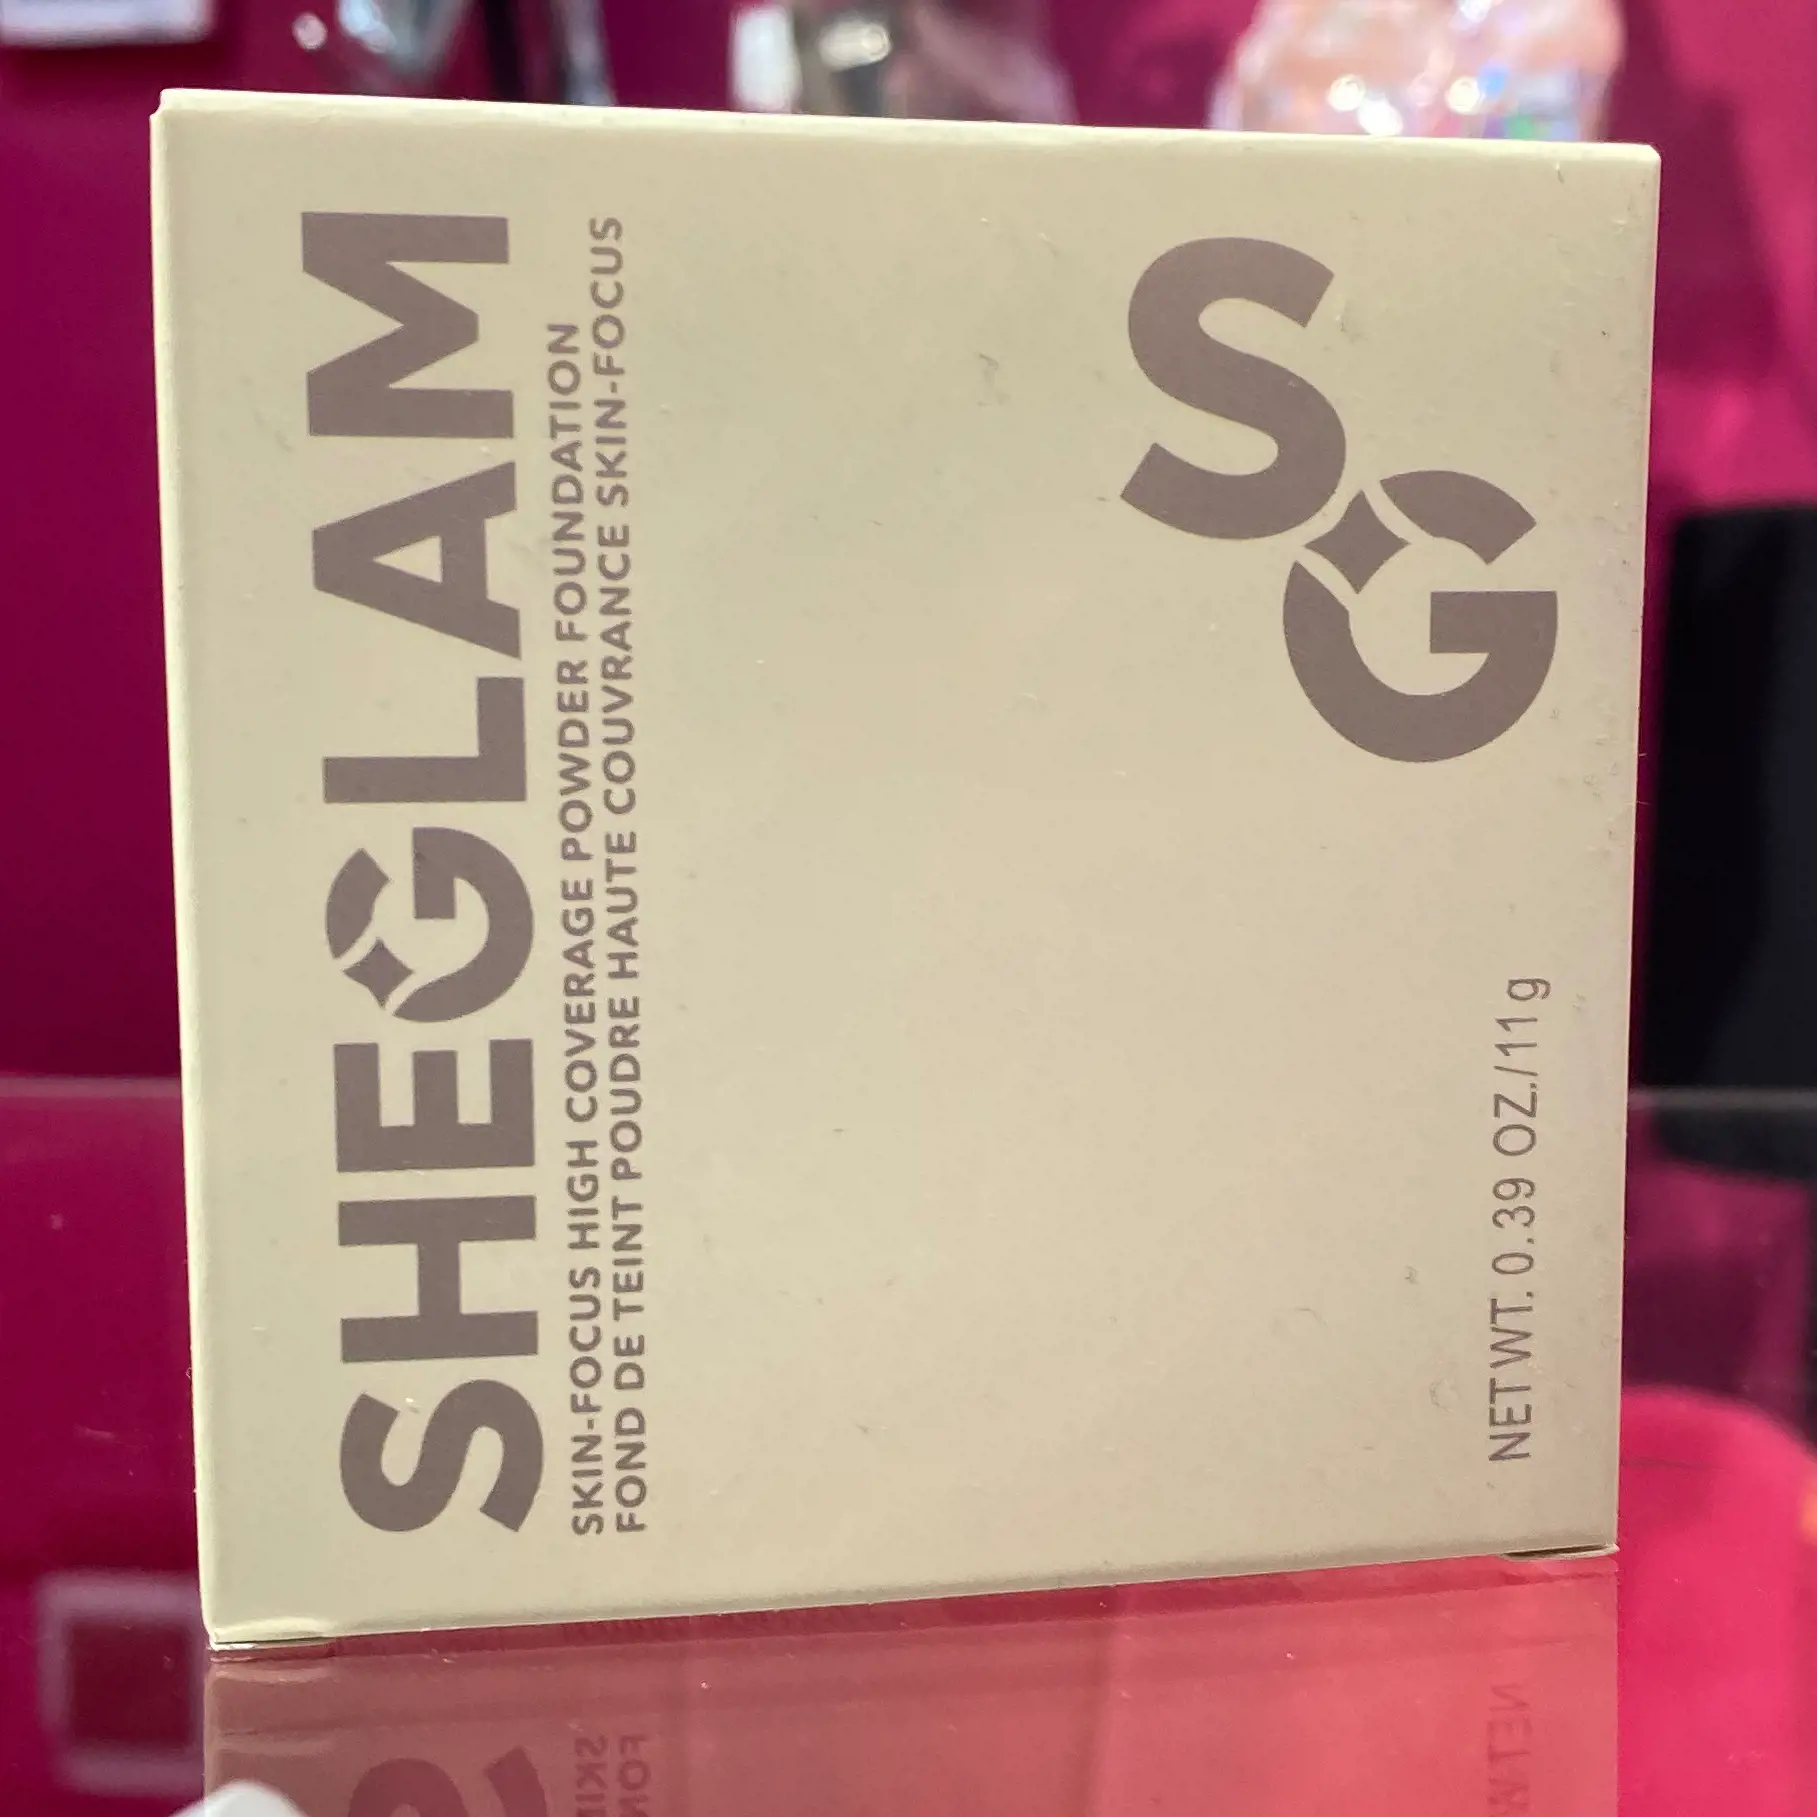 SHEGLAM
SKIN-FOCUS HIGH COVERAGE POWDER FOUNDATION
FOND DE TEINT POUDRE HAUTE COUVRANCE SKIN-FOCUS
SG
NET WT. 0.39 OZ./11 g